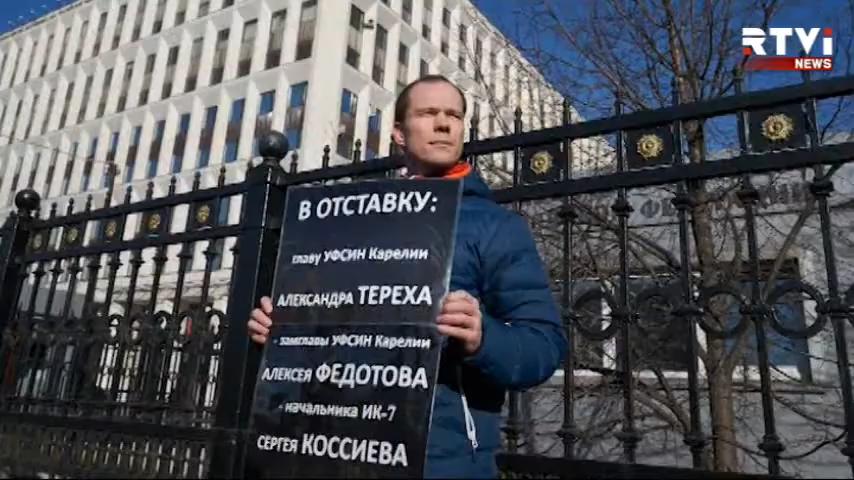 RTVi
NEWS
В ОТСТАВКУ:
главу УФСИН Карелии
АЛЕКСАНДРА ТЕРЕХА
- замглавы УФСИН Карелии
АЛЕКСЕЯ ФЕДОТОВА
- начальника ИК-7
СЕРГЕЯ КОССИЕВА